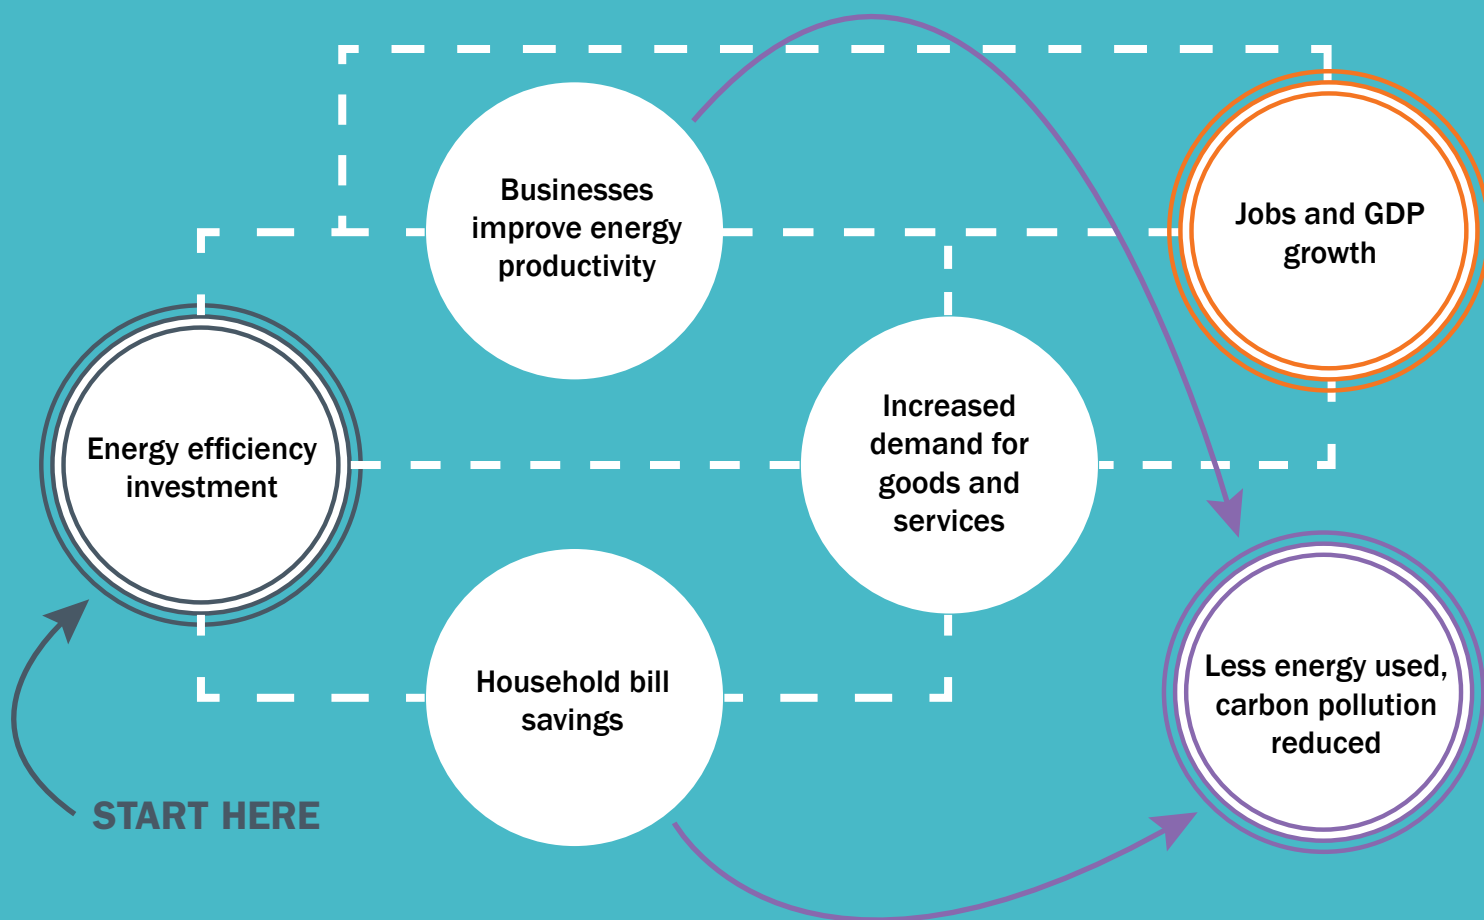 Businesses
improve energy
productivity
Jobs and GDP
growth
Energy efficiency
investment
Increased
demand for
goods and
services
Household bill
savings
Less energy used,
carbon pollution
reduced
START HERE